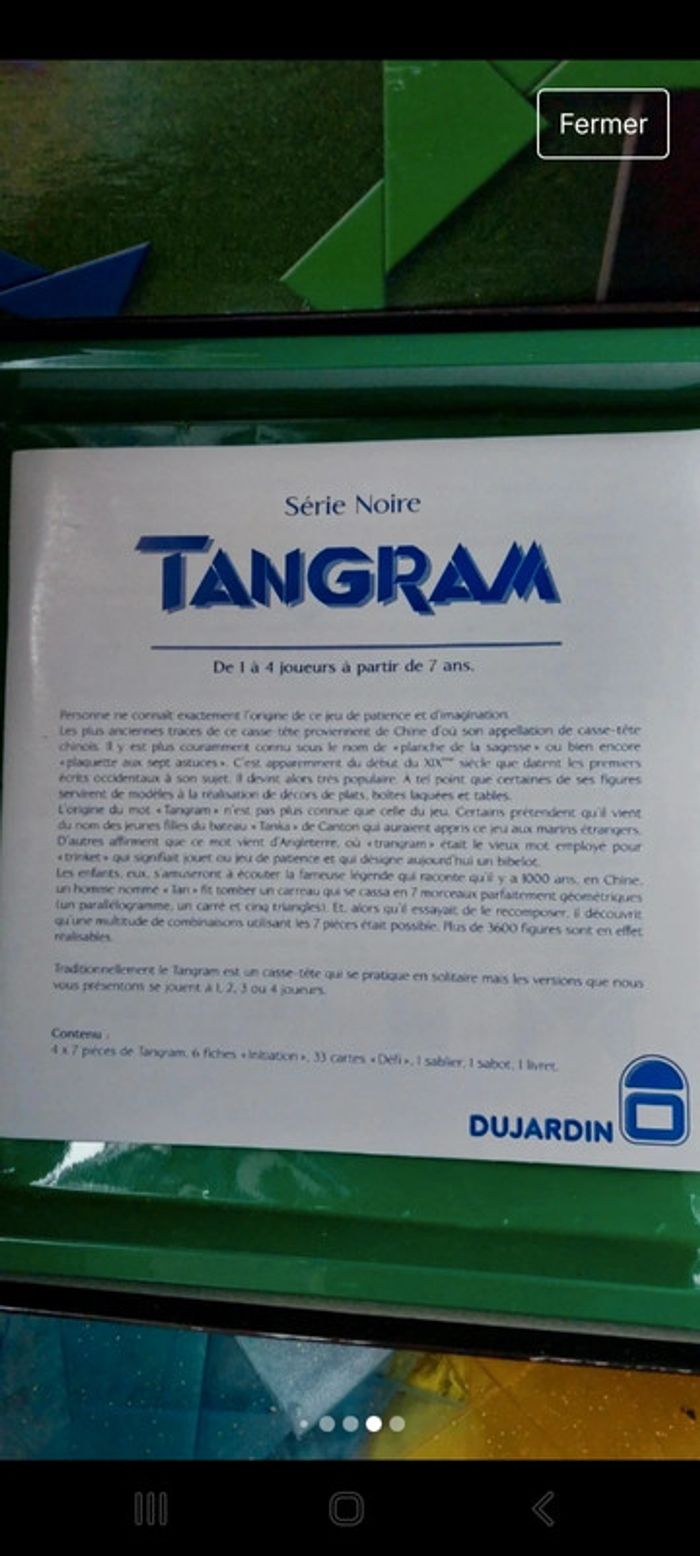 Fermer
Série Noire
TANGRAM
De 1 à 4 joueurs à partir de 7 ans.
Personne ne connaît exactement l'origine de ce jeu de patience et d'imagination.
Les plus anciennes traces de ce casse-tête proviennent de Chine d'où son appellation de casse-tête
chinois. Il y est plus couramment connu sous le nom de «planche de la sagesse» ou bien encore
«plaquette aux sept astuces». C'est apparemment du début du XIXème siècle que datent les premiers
écrits occidentaux à son sujet. Il devint alors très populaire. A tel point que certaines de ses figures
servirent de modèles à la réalisation de décors de plats, boîtes laquées et tables.
L'origine du mot «Tangram» n'est pas plus connue que celle du jeu. Certains prétendent qu'il vient
du nom des jeunes filles du bateau «Tanka» de Canton qui auraient appris ce jeu aux marins étrangers.
D'autres affirment que ce mot vient d'Angleterre, où «trangram» était le vieux mot employé pour
«trinket» qui signifiait jouet ou jeu de patience et qui désigne aujourd'hui un bibelot.
Les enfants, eux, s'amuseront à écouter la fameuse légende qui raconte qu'il y a 1000 ans, en Chine,
un homme nommé «Tan» fit tomber un carreau qui se cassa en 7 morceaux parfaitement géométriques
(un parallélogramme, un carré et cinq triangles). Et, alors qu'il essayait de le recomposer, il découvrit
qu'une multitude de combinaisons utilisant les 7 pièces était possible. Plus de 3600 figures sont en effet
réalisables.
Traditionnellement le Tangram est un casse-tête qui se pratique en solitaire mais les versions que nous
vous présentons se jouent à 1, 2, 3 ou 4 joueurs.
Contenu :
4 x 7 pièces de Tangram, 6 fiches «Initiation», 33 cartes «Défi», 1 sablier, 1 sabot, 1 livret.
DUJARDIN